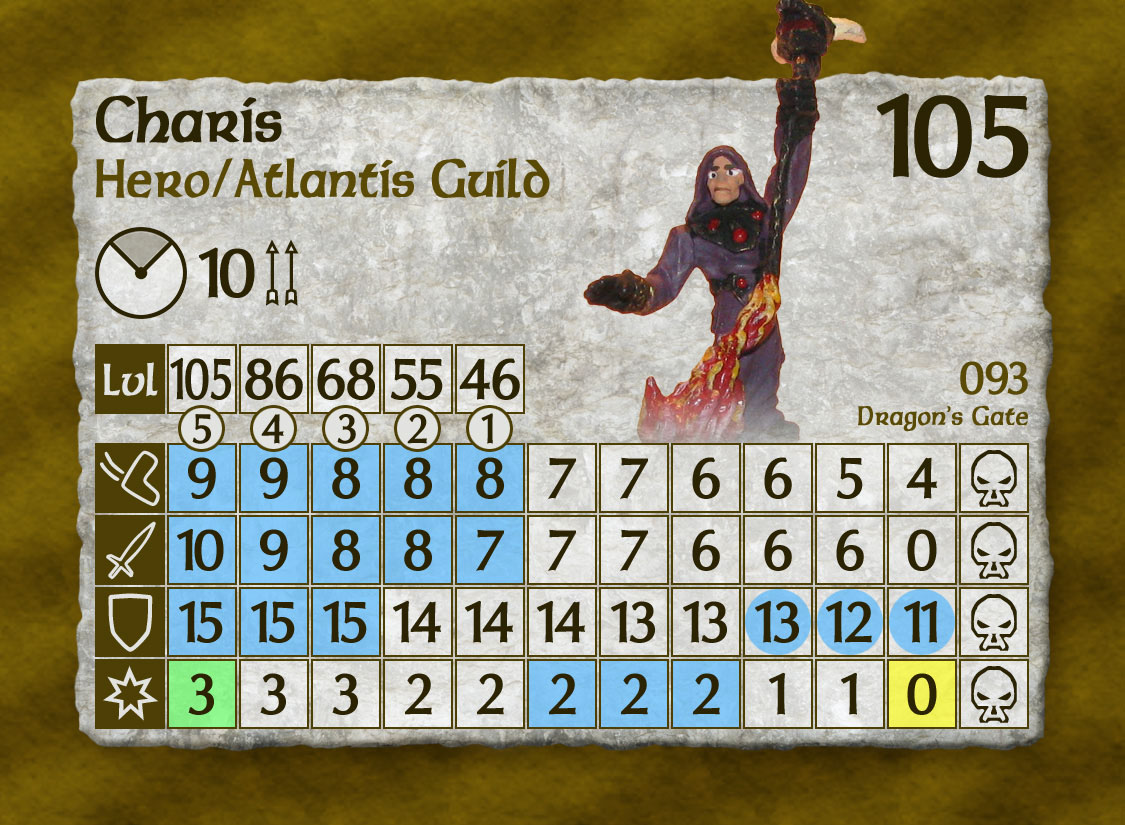 Charis
105
Hero/Atlantis Guild
10
Lvl 105 86 68 55 46
093
Dragon's Gate
5 4 3 2 1
9 9 8 8 8 7 7 6 6 5 4
10 9 8 8 7 7 7 6 6 6 0
15 15 15 14 14 14 13 13 13 12 11
3 3 3 2 2 2 2 2 1 1 0